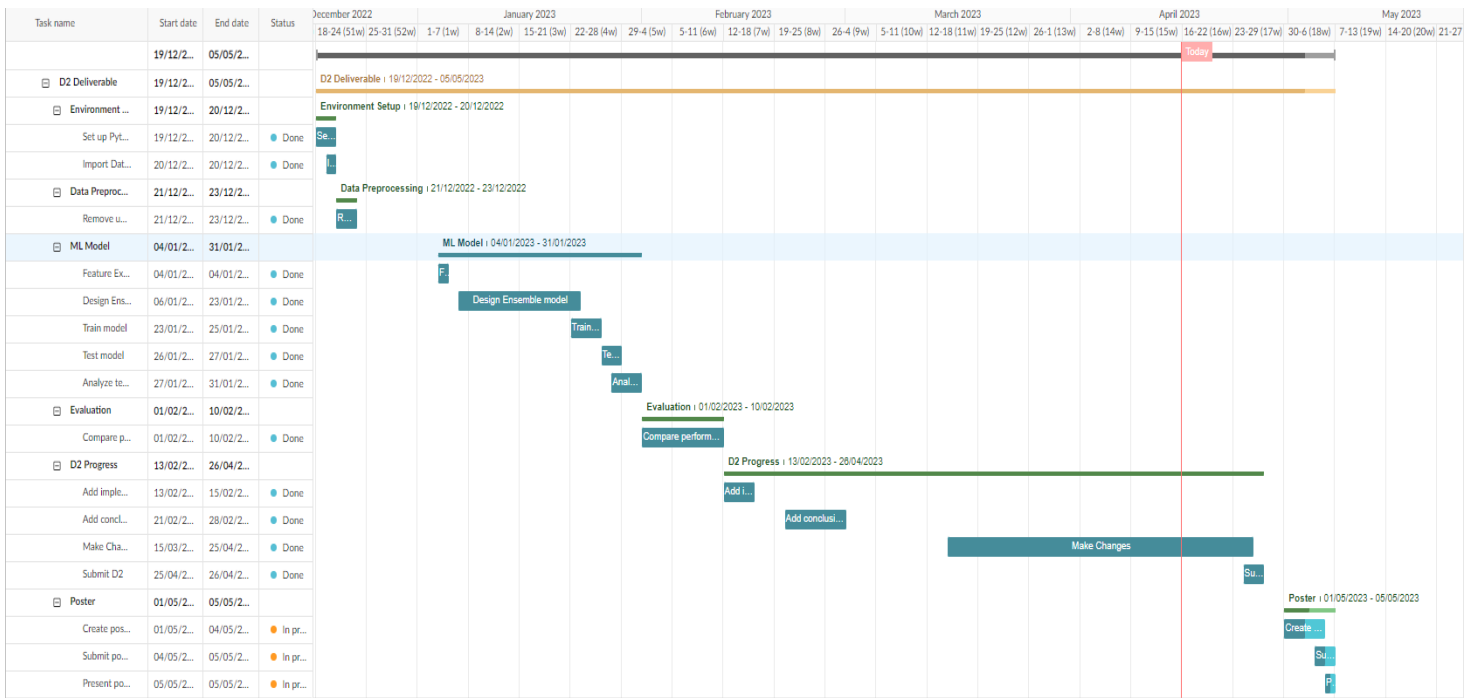 Task name Start date End date Status December 2022 January 2023 February 2023 March 2023 April 2023 May 2023
18-24 (51w) 25-31 (52w) 1-7 (1w) 8-14 (2w) 15-21 (3w) 22-28 (4w) 29-4 (5w) 5-11 (6w) 12-18 (7w) 19-25 (8w) 26-4 (9w) 5-11 (10w) 12-18 (11w) 19-25 (12w) 26-1 (13w) 2-8 (14w) 9-15 (15w) 16-22 (16w) 23-29 (17w) 30-6 (18w) 7-13 (19w) 14-20 (20w) 21-27
19/12/2... 05/05/2... Today
D2 Deliverable 19/12/2... 05/05/2... D2 Deliverable 19/12/2022 - 05/05/2023
Environment ... 19/12/2... 20/12/2... Environment Setup 19/12/2022 - 20/12/2022
Set up Pyt... 19/12/2... 20/12/2... Done Se...
Import Dat... 20/12/2... 20/12/2... Done I...
Data Preproc... 21/12/2... 23/12/2... Data Preprocessing 21/12/2022 - 23/12/2022
Remove u... 21/12/2... 23/12/2... Done R...
ML Model 04/01/2... 31/01/2... ML Model 04/01/2023 - 31/01/2023
Feature Ex... 04/01/2... 04/01/2... Done F...
Design Ens... 06/01/2... 23/01/2... Done Design Ensemble model
Train model 23/01/2... 25/01/2... Done Train...
Test model 26/01/2... 27/01/2... Done Te...
Analyze te... 27/01/2... 31/01/2... Done Anal...
Evaluation 01/02/2... 10/02/2... Evaluation 01/02/2023 - 10/02/2023
Compare p... 01/02/2... 10/02/2... Done Compare perform...
D2 Progress 13/02/2... 26/04/2... D2 Progress 13/02/2023 - 26/04/2023
Add imple... 13/02/2... 15/02/2... Done Add i...
Add concl... 21/02/2... 28/02/2... Done Add conclusi...
Make Cha... 15/03/2... 25/04/2... Done Make Changes
Submit D2 25/04/2... 26/04/2... Done Su...
Poster 01/05/2... 05/05/2... Poster 01/05/2023 - 05/05/2023
Create pos... 01/05/2... 04/05/2... In pr... Create ...
Submit po... 04/05/2... 05/05/2... In pr... Su...
Present po... 05/05/2... 05/05/2... In pr... P...